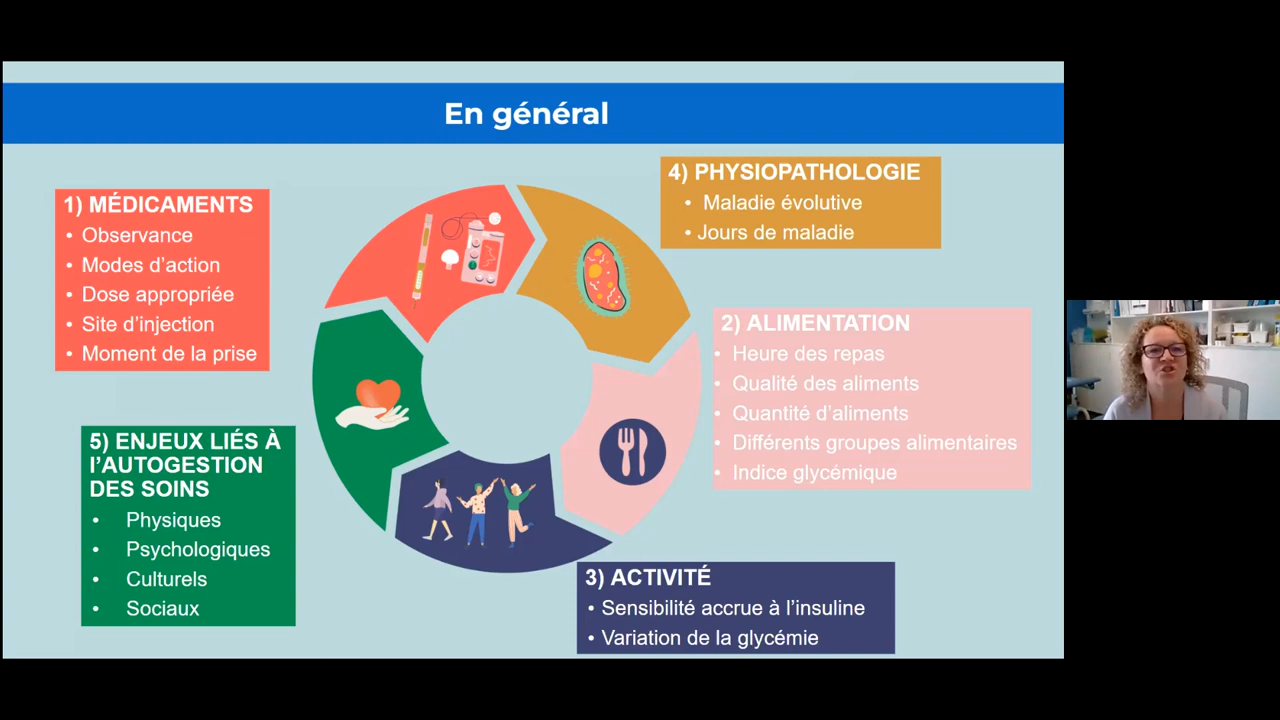 En général
1) MÉDICAMENTS
• Observance
• Modes d'action
• Dose appropriée
• Site d'injection
• Moment de la prise
4) PHYSIOPATHOLOGIE
• Maladie évolutive
• Jours de maladie
2) ALIMENTATION
• Heure des repas
• Qualité des aliments
• Quantité d'aliments
• Différents groupes alimentaires
• Indice glycémique
5) ENJEUX LIÉS À
l'AUTOGESTION
DES SOINS
• Physiques
• Psychologiques
• Culturels
• Sociaux
3) ACTIVITÉ
• Sensibilité accrue à l'insuline
• Variation de la glycémie